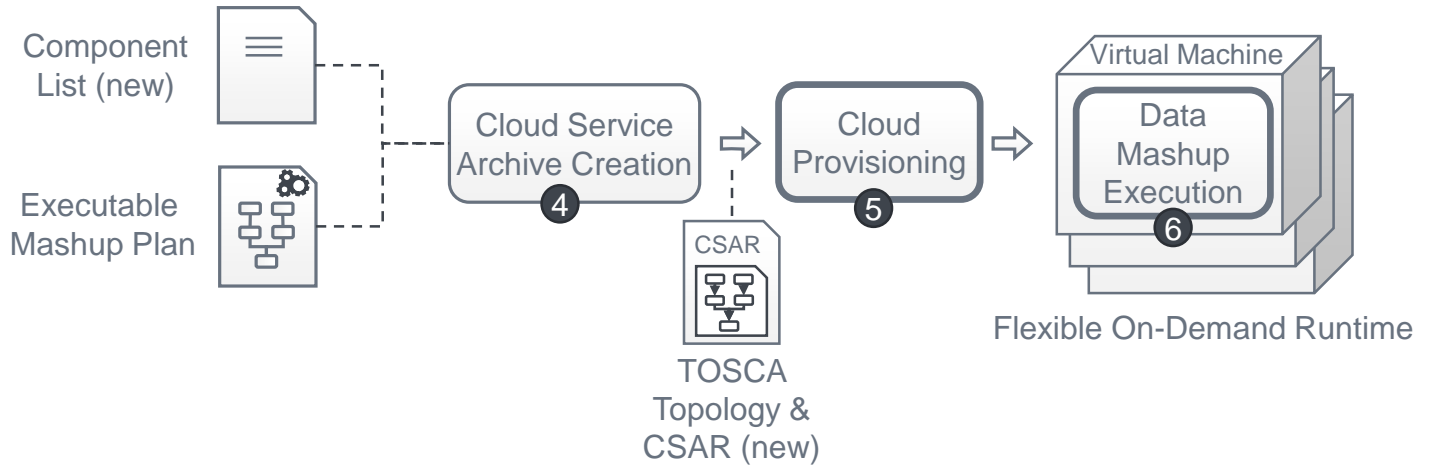 Component
List (new)
Executable
Mashup Plan
Cloud Service
Archive Creation
4
CSAR
TOSCA
Topology &
CSAR (new)
Cloud
Provisioning
5
Virtual Machine
Data
Mashup
Execution
6
Flexible On-Demand Runtime